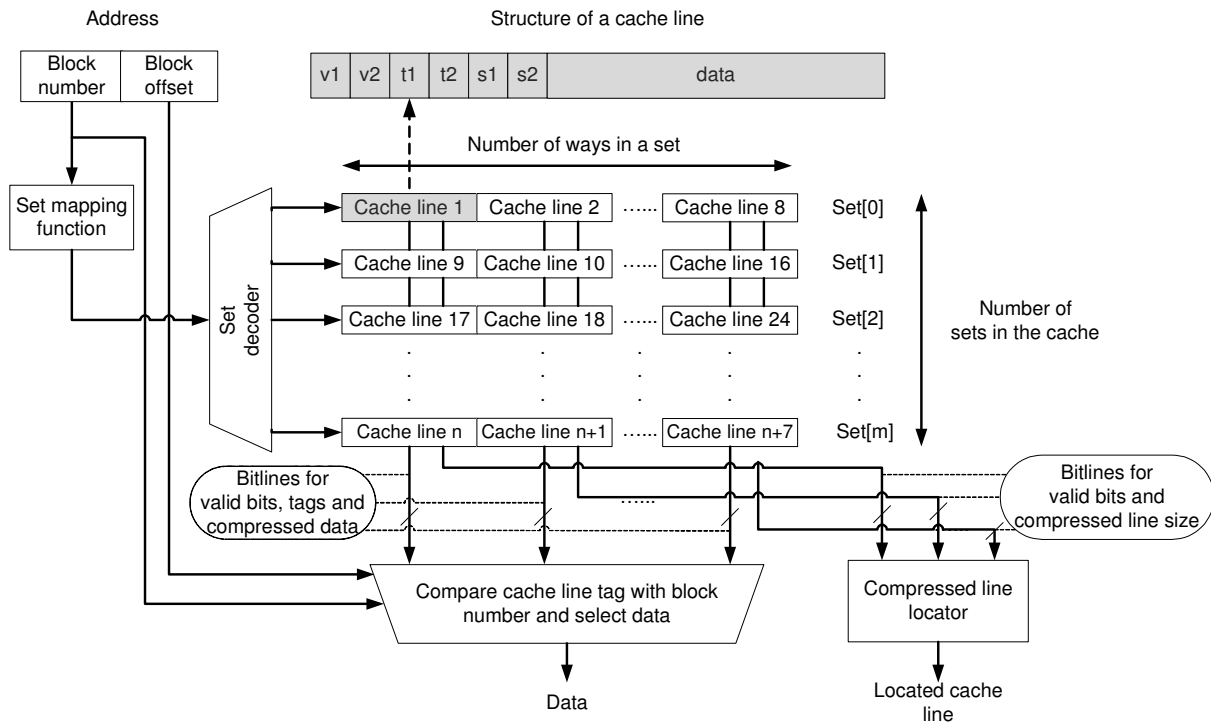 Address
Structure of a cache line
Block number
Block offset
v1 v2 t1 t2 s1 s2 data
Number of ways in a set
Set mapping function
Set decoder
Cache line 1 Cache line 2 ...... Cache line 8 Set[0]
Cache line 9 Cache line 10 ...... Cache line 16 Set[1]
Cache line 17 Cache line 18 ...... Cache line 24 Set[2]
Number of
sets in the cache
Cache line n Cache line n+1 ...... Cache line n+7 Set[m]
Bitlines for
valid bits, tags and
compressed data
......
Bitlines for
valid bits and
compressed line size
Compare cache line tag with block
number and select data
Compressed line
locator
Data
Located cache
line